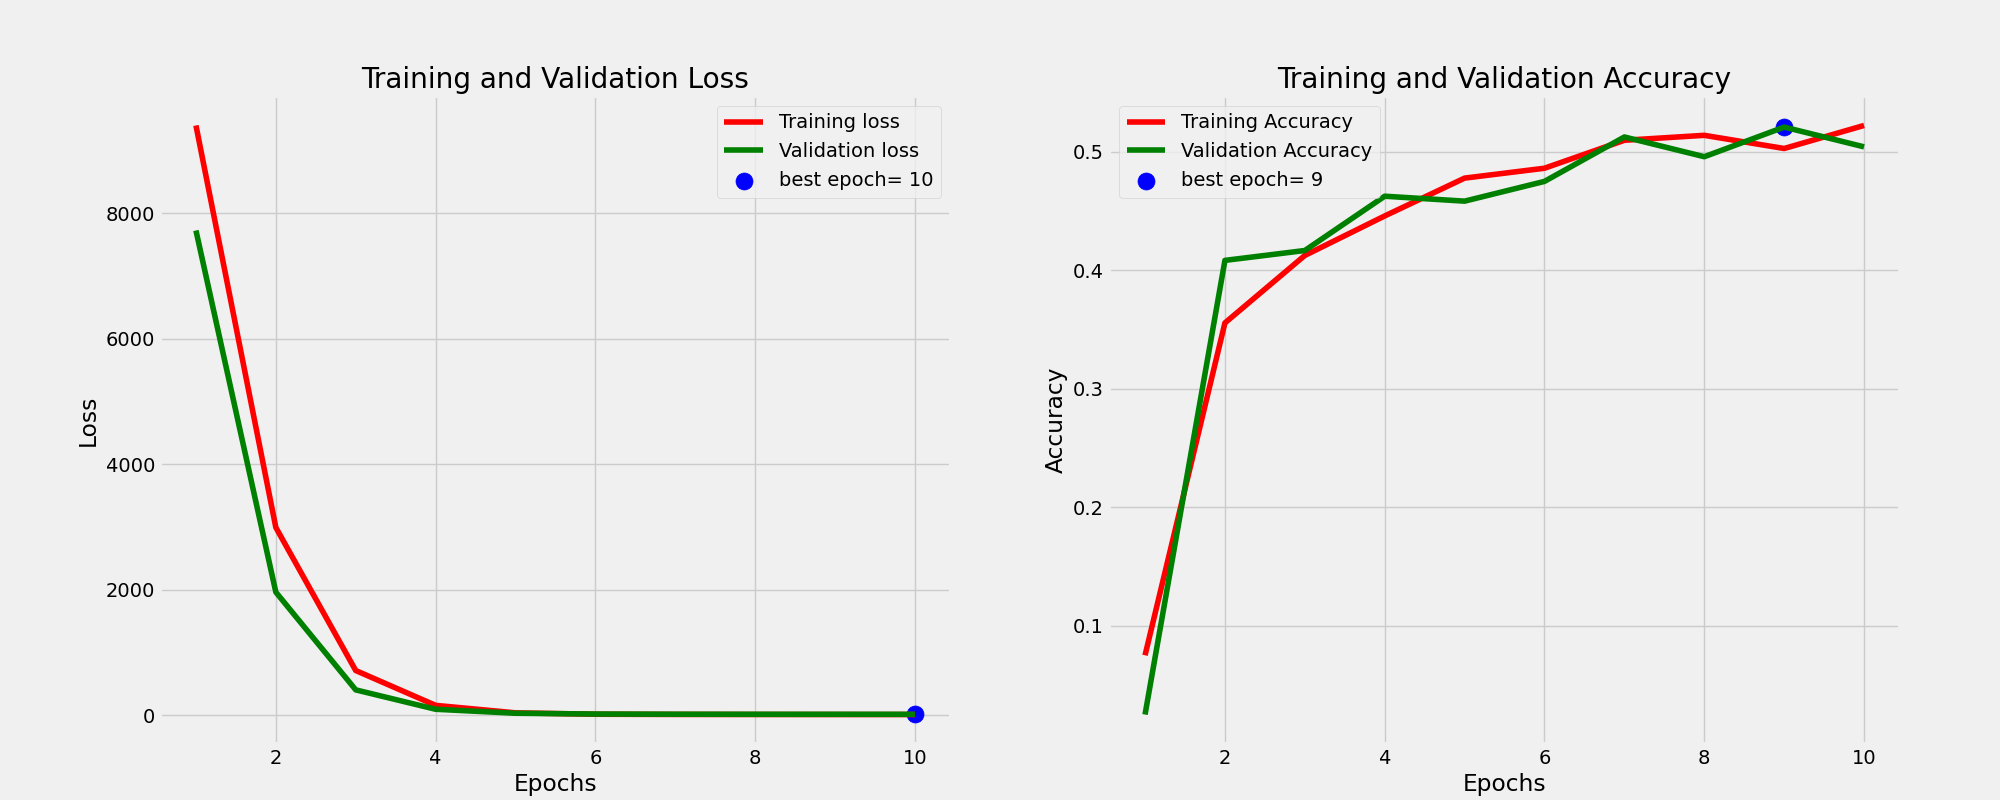 Training and Validation Loss
Training loss
Validation loss
best epoch= 10
8000
6000
4000
2000
0
Loss
2
4
6
8
10
Epochs
Training and Validation Accuracy
Training Accuracy
Validation Accuracy
best epoch= 9
0.5
0.4
0.3
0.2
0.1
Accuracy
2
4
6
8
10
Epochs